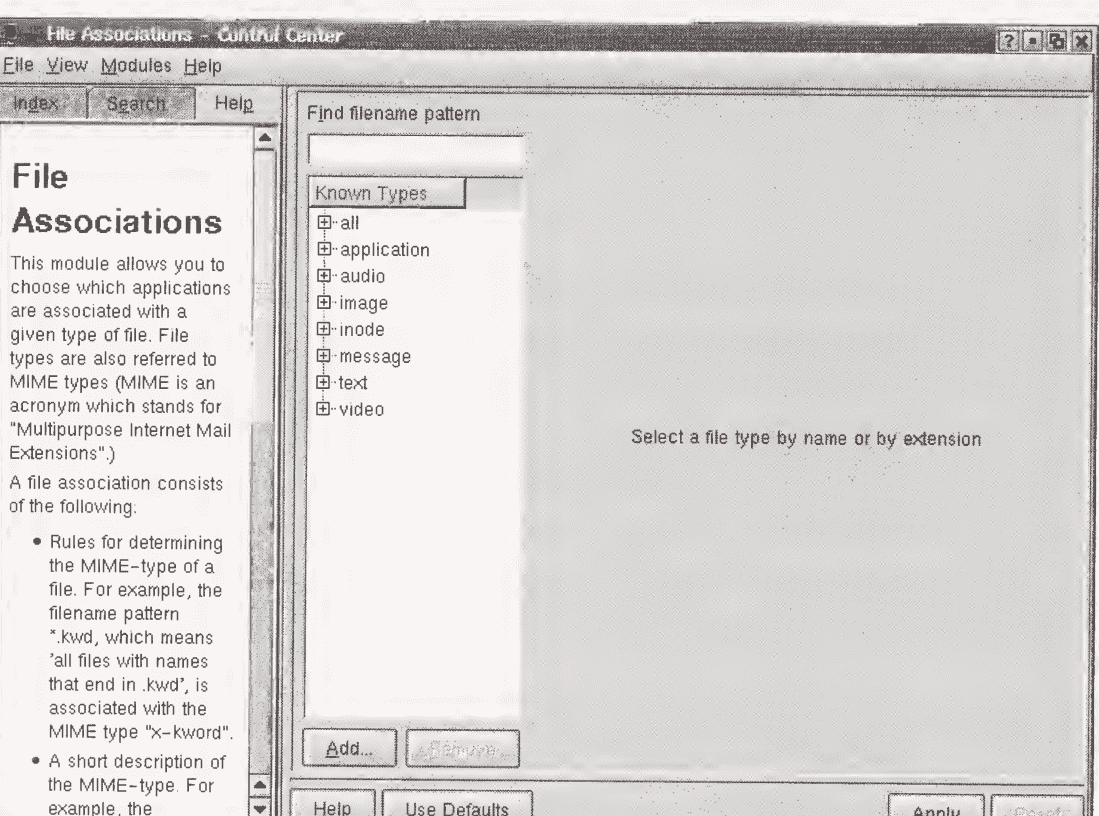 File Associations - Control Center
File View Modules Help
Index Search Help
File
Associations
This module allows you to
choose which applications
are associated with a
given type of file. File
types are also referred to
MIME types (MIME is an
acronym which stands for
"Multipurpose Internet Mail
Extensions".)
A file association consists
of the following:
• Rules for determining
the MIME-type of a
file. For example, the
filename pattern
*.kwd, which means
'all files with names
that end in .kwd', is
associated with the
MIME type "x-kword".
• A short description of
the MIME-type. For
example, the
Find filename pattern
Known Types
all
application
audio
image
inode
message
text
video
Add... Remove
Select a file type by name or by extension
Help Use Defaults Apply Reset